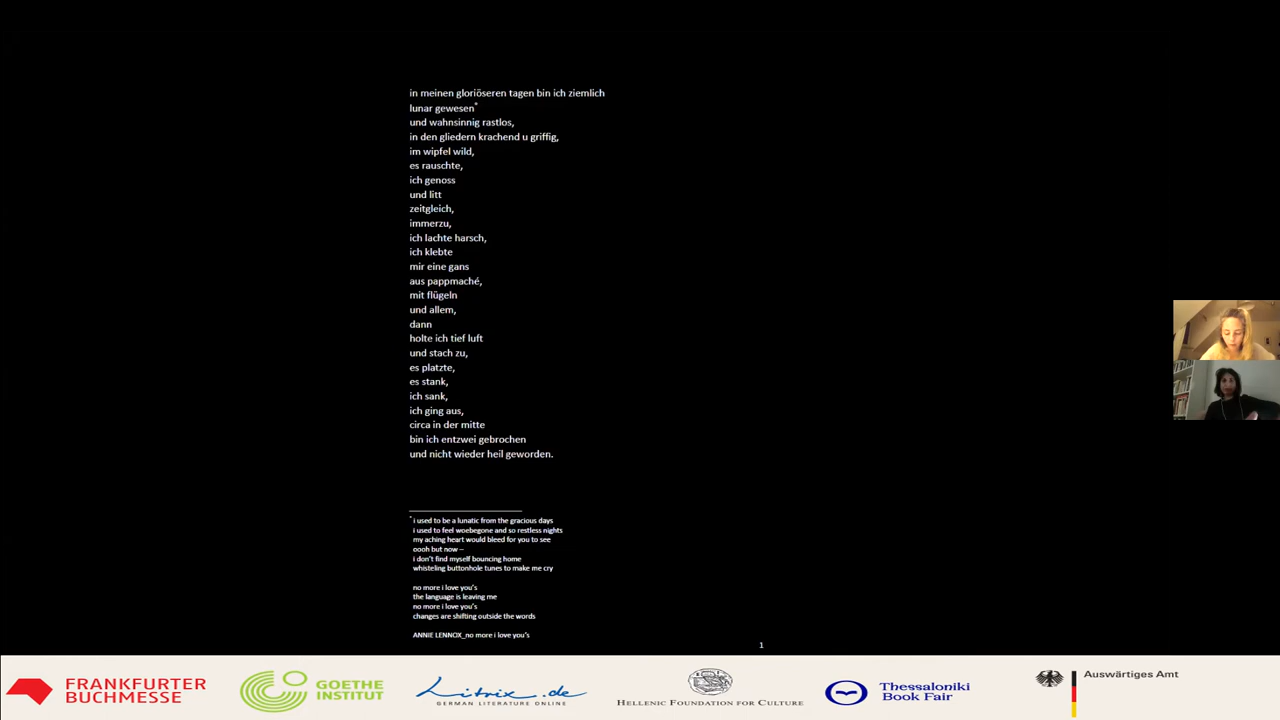 in meinen gloriöseren tagen bin ich ziemlich
lunar gewesen*
und wahnsinnig rastlos,
in den gliedern krachend u griffig,
im wipfel wild,
es rauschte,
ich genoss
und litt
zeitgleich,
immerzu,
ich lachte harsch,
ich klebte
mir eine gans
aus pappmaché,
mit flügeln
und allem,
dann
holte ich tief luft
und stach zu,
es platzte,
es stank,
ich sank,
ich ging aus,
circa in der mitte
bin ich entzwei gebrochen
und nicht wieder heil geworden.
* i used to be a lunatic from the gracious days
i used to feel woebegone and so restless nights
my aching heart would bleed for you to see
oooh but now –
i don't find myself bouncing home
whisteling buttonhole tunes to make me cry
no more i love you's
the language is leaving me
no more i love you's
changes are shifting outside the words
ANNIE LENNOX_no more i love you's
1
FRANKFURTER
BUCHMESSE
GOETHE
INSTITUT
Litrix.de
GERMAN LITERATURE ONLINE
HELLENIC FOUNDATION FOR CULTURE
Thessaloniki
Book Fair
Auswärtiges Amt